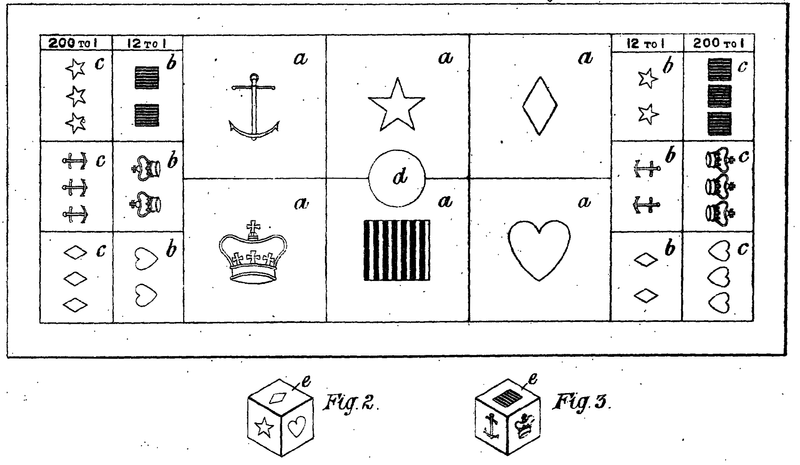 200 TO 1 12 TO 1 12 TO 1 200 TO 1
c b a a a b c
c b b c
d
a a a
c b b c
e e
Fig. 2. Fig. 3.